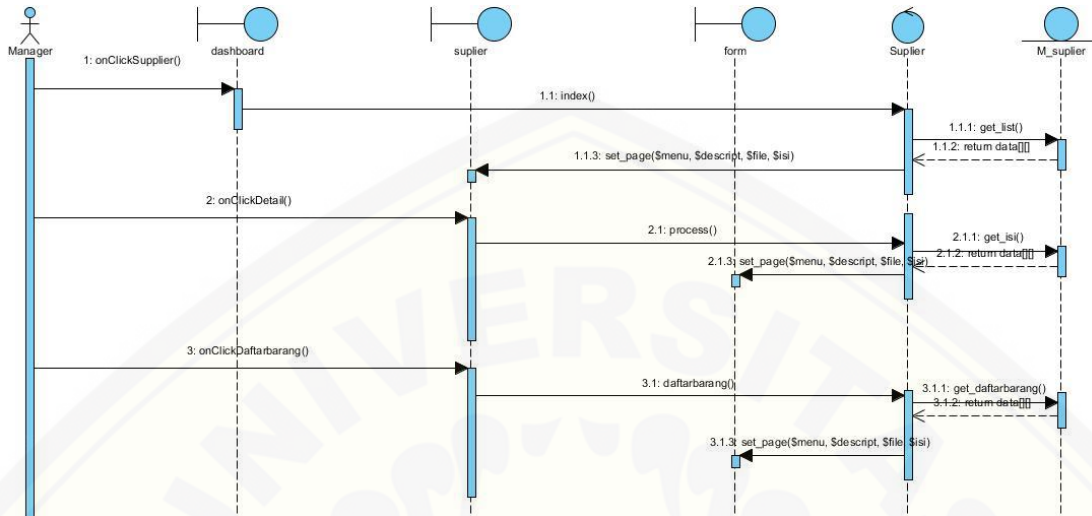 Manager
dashboard
suplier
form
Suplier
M_suplier
1: onClickSupplier()
1.1: index()
1.1.1: get_list()
1.1.2: return data[][]
1.1.3: set_page($menu, $descript, $file, $isi)
2: onClickDetail()
2.1: process()
2.1.1: get_isi()
2.1.2: return data[][]
2.1.3: set_page($menu, $descript, $file, $isi)
3: onClickDaftarbarang()
3.1: daftarbarang()
3.1.1: get_daftarbarang()
3.1.2: return data[][]
3.1.3: set_page($menu, $descript, $file, $isi)
UNIVERSITA